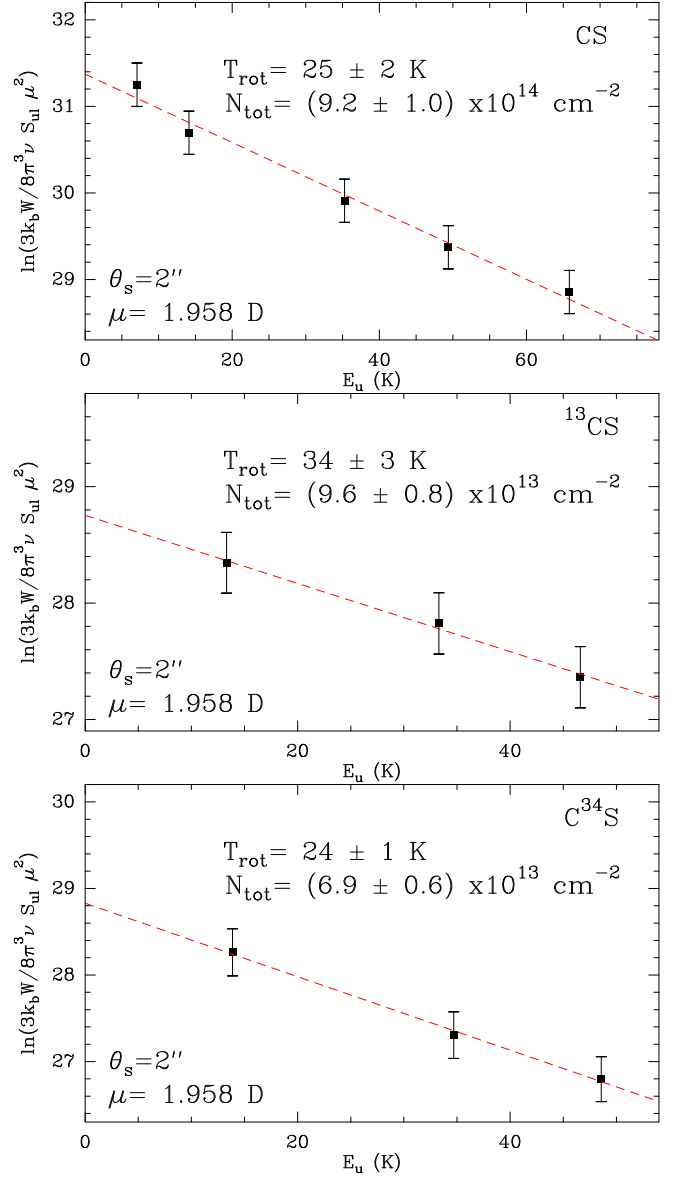 CS
T_rot= 25 ± 2 K
N_tot= (9.2 ± 1.0) x10^14 cm^−2
θ_s=2''
μ= 1.958 D
32
31
30
29
0 20 40 60
E_u (K)
ln(3k_bW/8π^3ν S_ul μ^2)
^13CS
T_rot= 34 ± 3 K
N_tot= (9.6 ± 0.8) x10^13 cm^−2
θ_s=2''
μ= 1.958 D
29
28
27
0 20 40
E_u (K)
ln(3k_bW/8π^3ν S_ul μ^2)
30
C^34S
T_rot= 24 ± 1 K
N_tot= (6.9 ± 0.6) x10^13 cm^−2
θ_s=2''
μ= 1.958 D
29
28
27
0 20 40
E_u (K)
ln(3k_bW/8π^3ν S_ul μ^2)